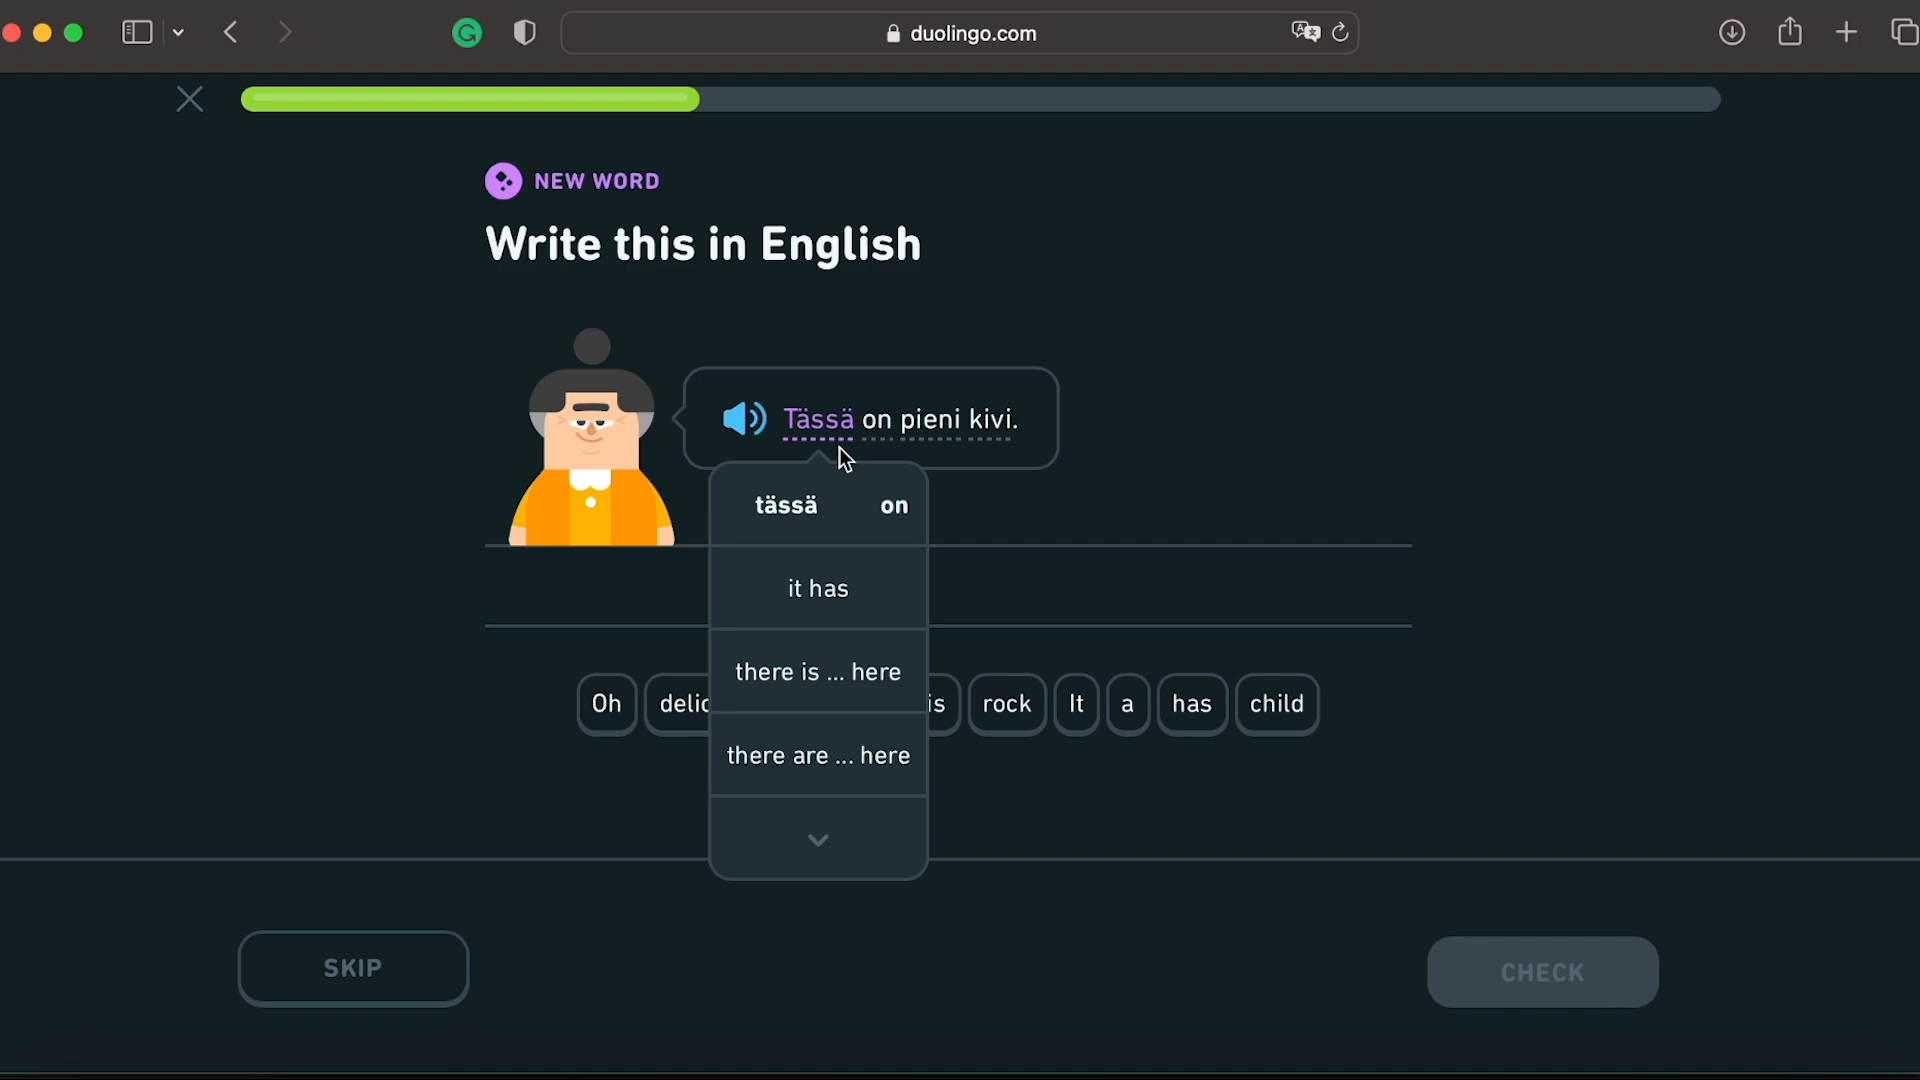 duolingo.com
NEW WORD
Write this in English
Tässä on pieni kivi.
tässä on
it has
there is ... here
there are ... here
Oh is rock It a has child
SKIP
CHECK